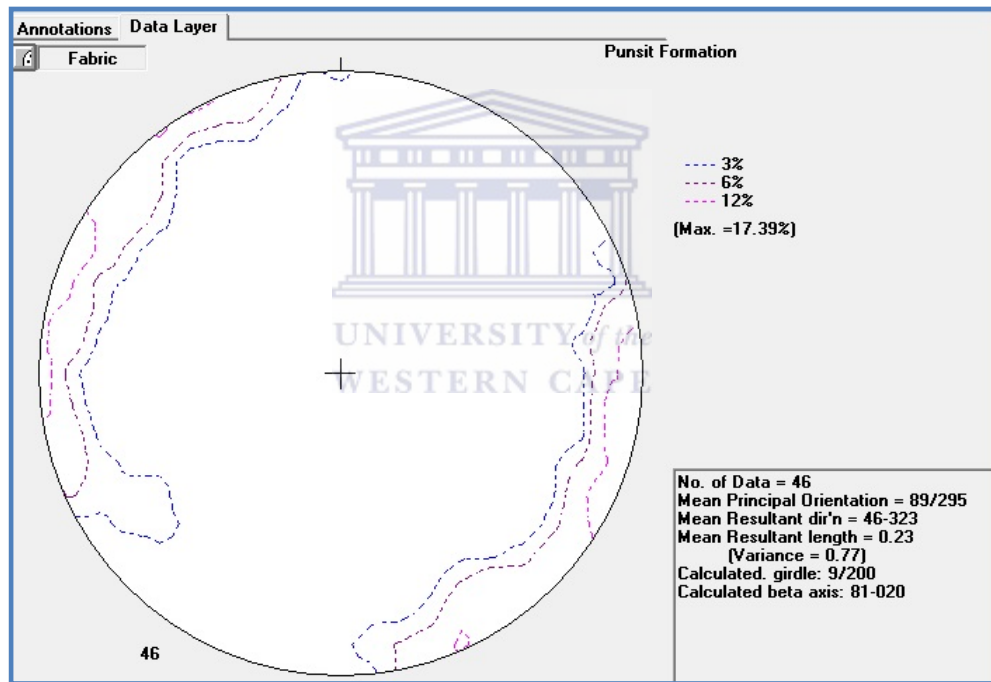 Annotations Data Layer
Fabric
Punsit Formation
3%
6%
12%
(Max. =17.39%)
UNIVERSITY of the
WESTERN CAPE
No. of Data = 46
Mean Principal Orientation = 89/295
Mean Resultant dir'n = 46-323
Mean Resultant length = 0.23
(Variance = 0.77)
Calculated. girdle: 9/200
Calculated beta axis: 81-020
46